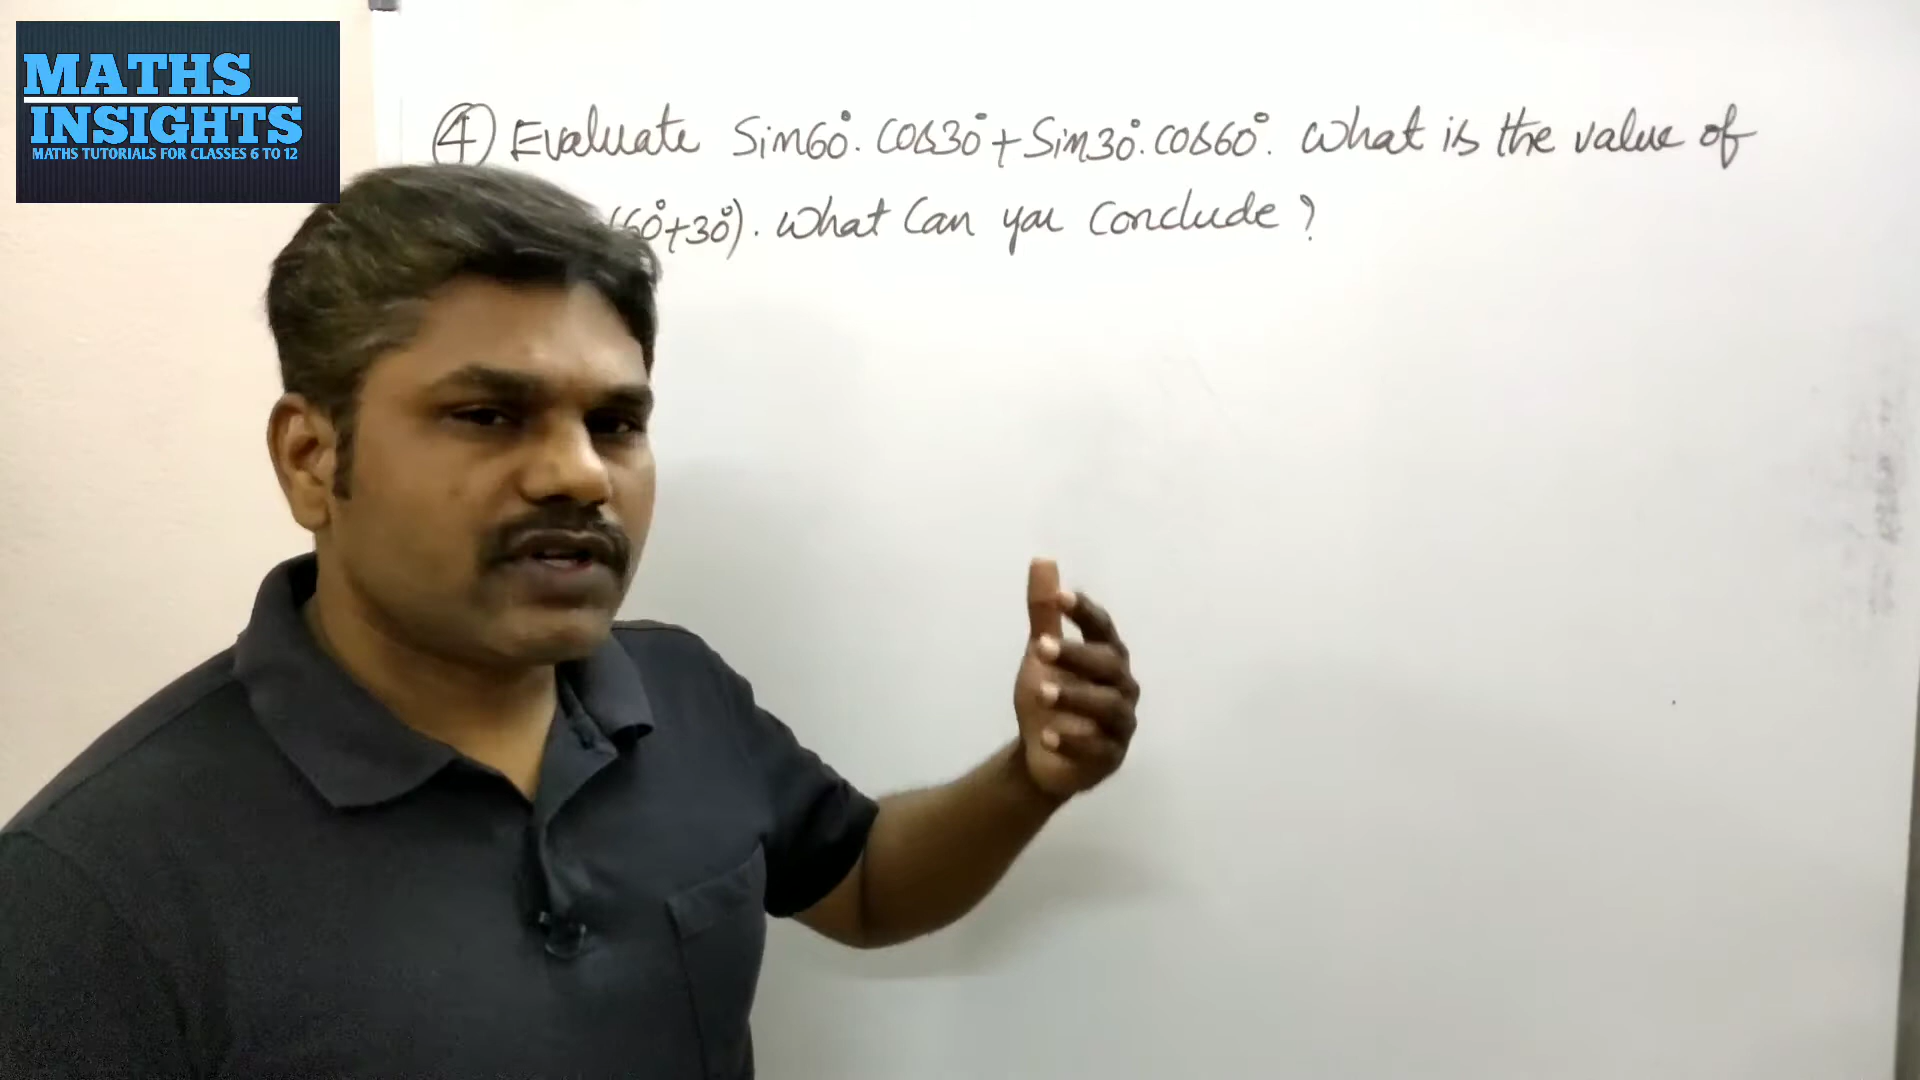 MATHS
INSIGHTS
MATHS TUTORIALS FOR CLASSES 6 TO 12
④ Evaluate Sin60°. cos30° + Sin30°. cos60°. What is the value of
(60°+30°). What can you conclude ?